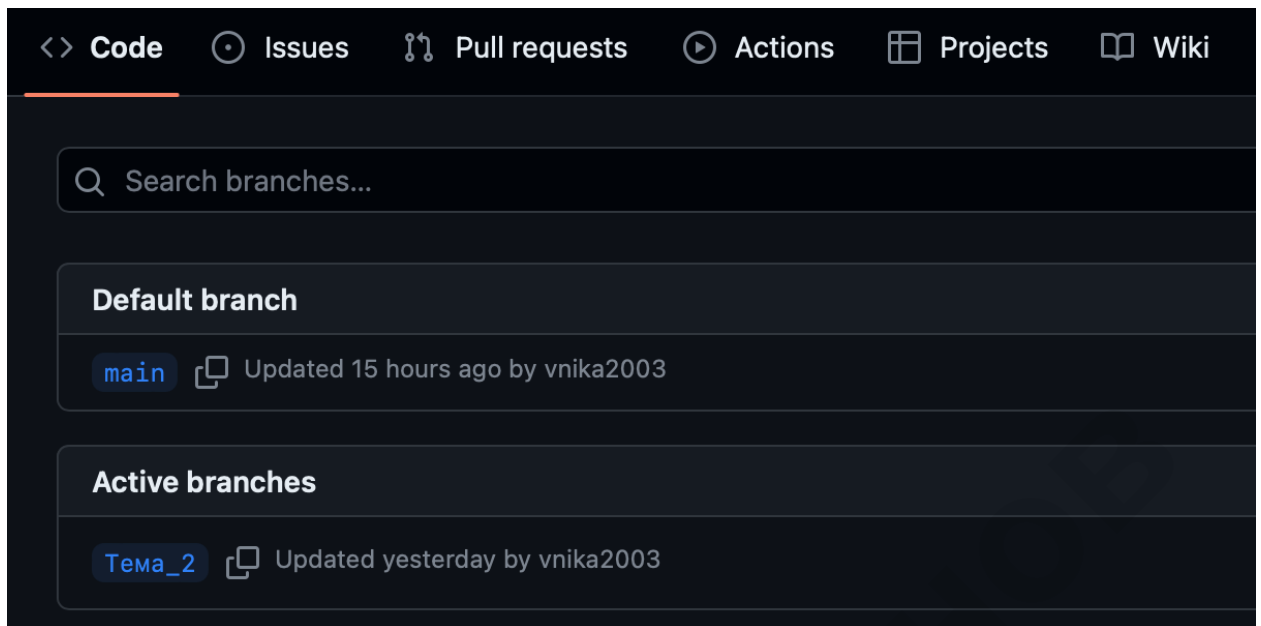 Code Issues Pull requests Actions Projects Wiki
Search branches...
Default branch
main Updated 15 hours ago by vnika2003
Active branches
Тема_2 Updated yesterday by vnika2003